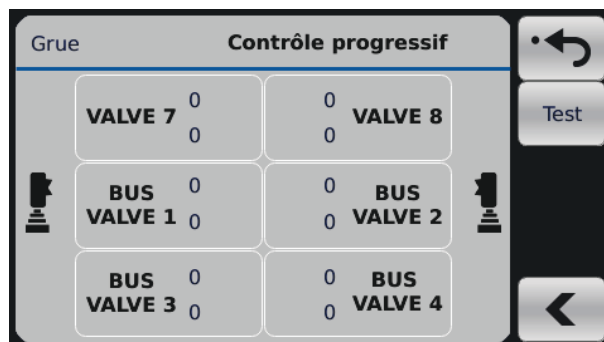 Grue Contrôle progressif
0 0
VALVE 7 VALVE 8 Test
0 0
BUS 0 0 BUS
VALVE 1 0 0 VALVE 2
BUS 0 0 BUS
VALVE 3 0 0 VALVE 4